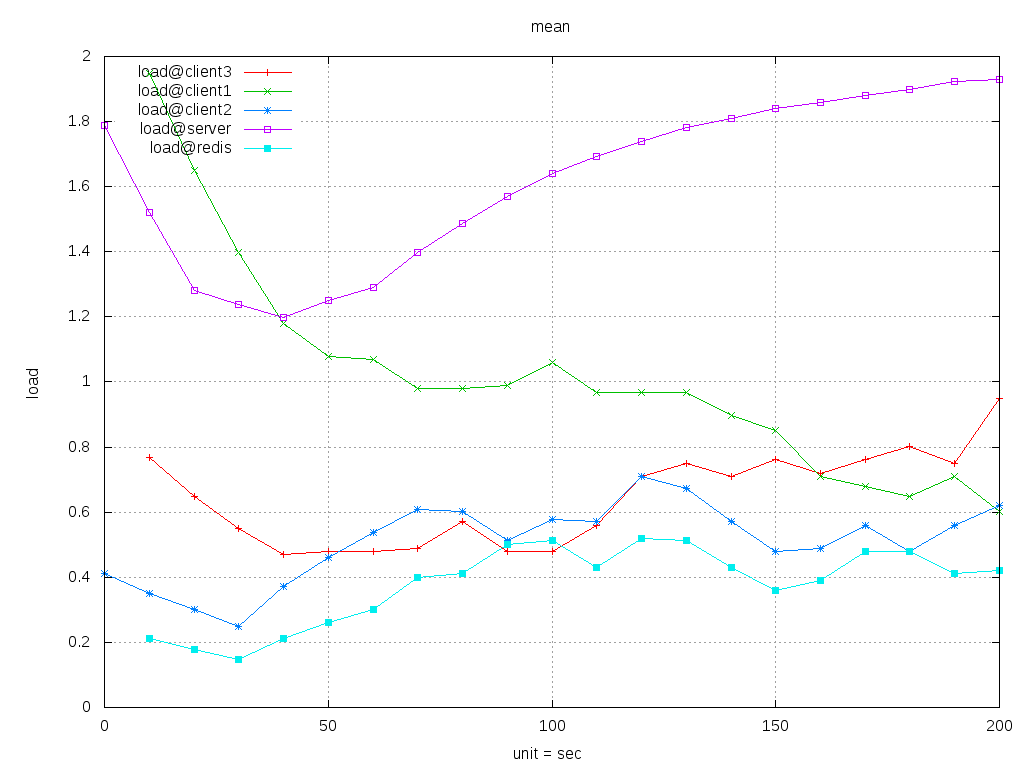 mean
load@client3
load@client1
load@client2
load@server
load@redis
2
1.8
1.6
1.4
1.2
1
0.8
0.6
0.4
0.2
0
load
0 50 100 150 200
unit = sec